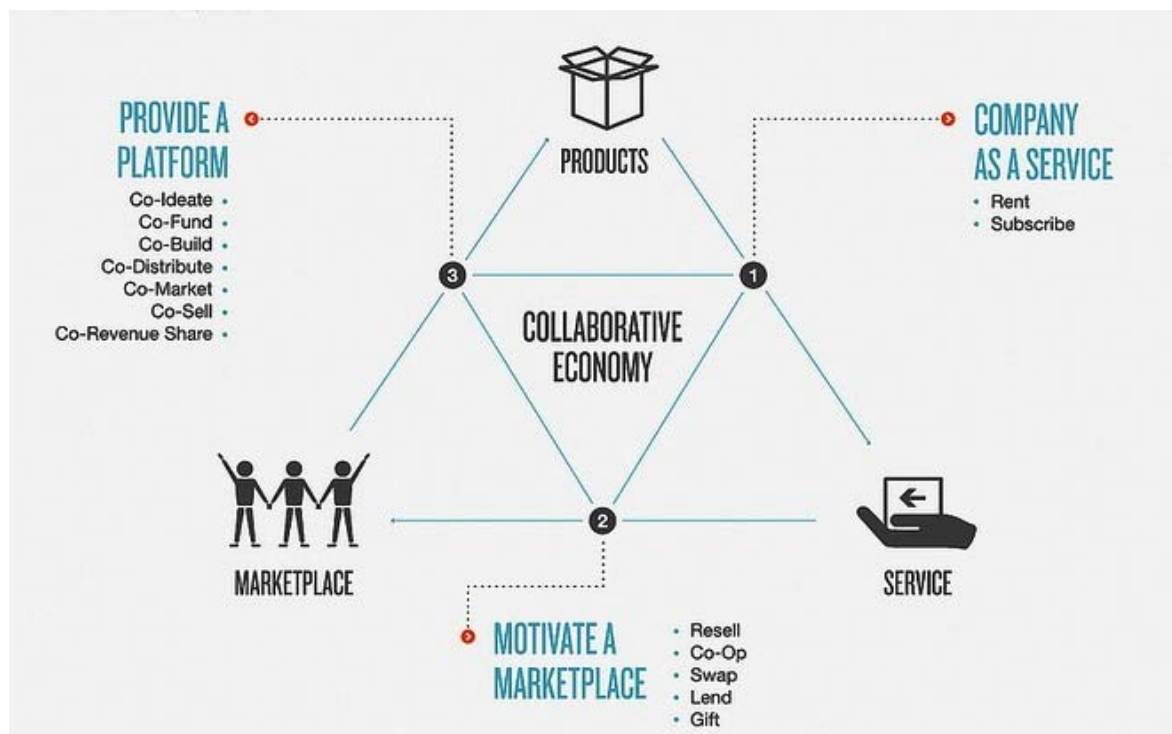 PRODUCTS
PROVIDE A
PLATFORM
Co-Ideate
Co-Fund
Co-Build
Co-Distribute
Co-Market
Co-Sell
Co-Revenue Share
COMPANY
AS A SERVICE
Rent
Subscribe
3
1
COLLABORATIVE
ECONOMY
2
MARKETPLACE
SERVICE
MOTIVATE A
MARKETPLACE
Resell
Co-Op
Swap
Lend
Gift